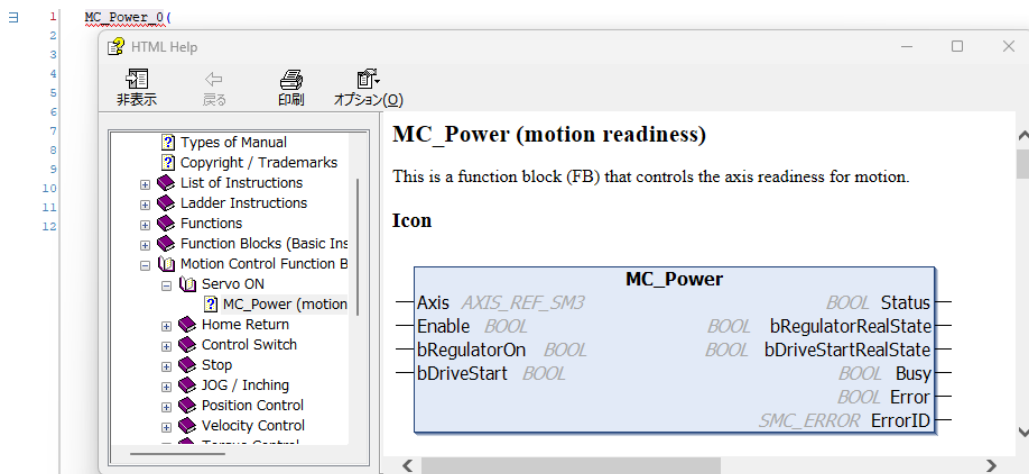 1 MC_Power_0(
2
3
4
5
6
7
8
9
10
11
12
HTML Help
非表示 戻る 印刷 オプション(O)
Types of Manual
Copyright / Trademarks
List of Instructions
Ladder Instructions
Functions
Function Blocks (Basic Ins
Motion Control Function B
Servo ON
MC_Power (motion
Home Return
Control Switch
Stop
JOG / Inching
Position Control
Velocity Control
MC_Power (motion readiness)
This is a function block (FB) that controls the axis readiness for motion.
Icon
MC_Power
Axis AXIS_REF_SM3 BOOL Status
Enable BOOL BOOL bRegulatorRealState
bRegulatorOn BOOL BOOL bDriveStartRealState
bDriveStart BOOL BOOL Busy
BOOL Error
SMC_ERROR ErrorID